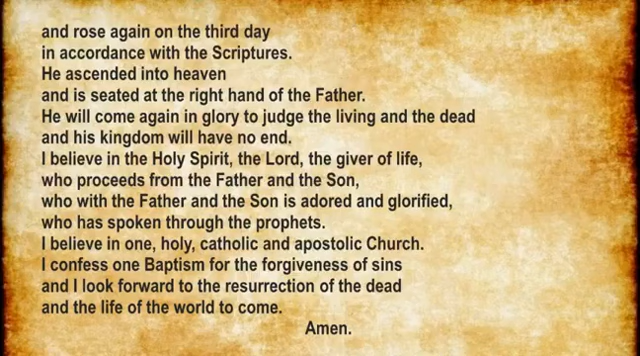 and rose again on the third day
in accordance with the Scriptures.
He ascended into heaven
and is seated at the right hand of the Father.
He will come again in glory to judge the living and the dead
and his kingdom will have no end.
I believe in the Holy Spirit, the Lord, the giver of life,
who proceeds from the Father and the Son,
who with the Father and the Son is adored and glorified,
who has spoken through the prophets.
I believe in one, holy, catholic and apostolic Church.
I confess one Baptism for the forgiveness of sins
and I look forward to the resurrection of the dead
and the life of the world to come.
Amen.